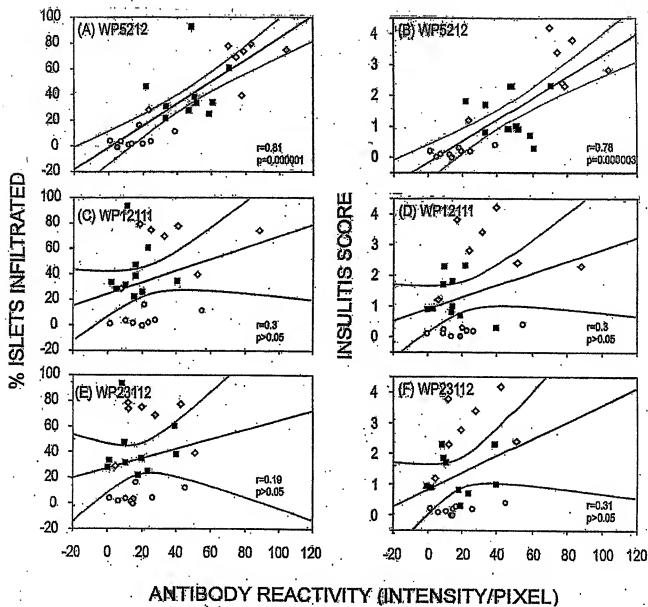 (A) WP5212
100
80
60
40
20
0
-20
r=0.81
p=0.000001
(B) WP5212
4
3
2
1
0
r=0.78
p=0.000003
% ISLETS INFILTRATED
(C) WP12111
100
80
60
40
20
0
-20
r=0.3
p>0.05
INSULITIS SCORE
(D) WP12111
4
3
2
1
0
r=0.3
p>0.05
(E) WP23112
100
80
60
40
20
0
-20
r=0.19
p>0.05
-20 0 20 40 60 80 100 120
(F) WP23112
4
3
2
1
0
r=0.31
p>0.05
-20 0 20 40 60 80 100 120
ANTIBODY REACTIVITY (INTENSITY/PIXEL)